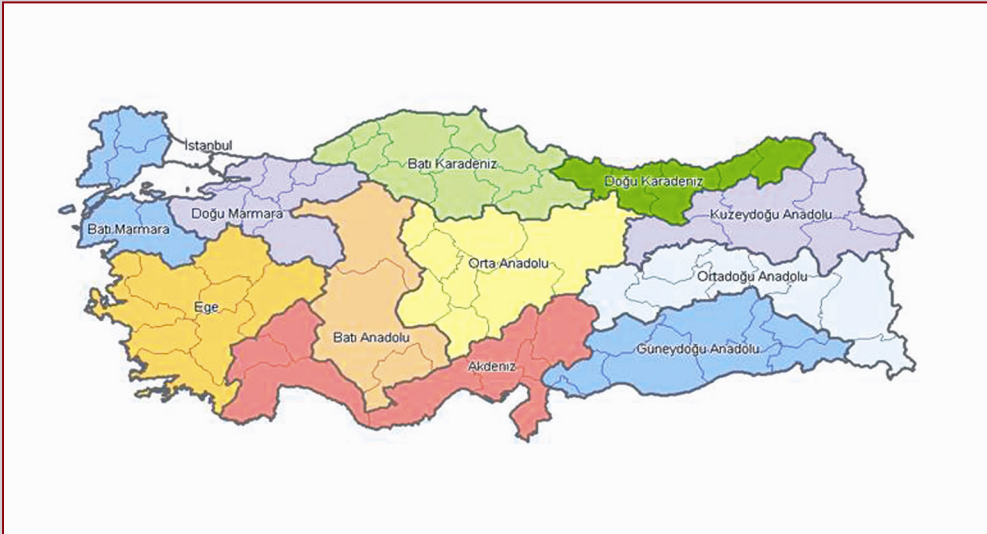 İstanbul
Batı Karadeniz
Doğu Karadeniz
Batı Marmara
Doğu Marmara
Kuzeydoğu Anadolu
Orta Anadolu
Ortadoğu Anadolu
Ege
Batı Anadolu
Güneydoğu Anadolu
Akdeniz